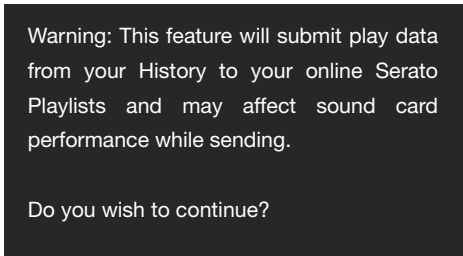 Warning: This feature will submit play data
from your History to your online Serato
Playlists and may affect sound card
performance while sending.
Do you wish to continue?